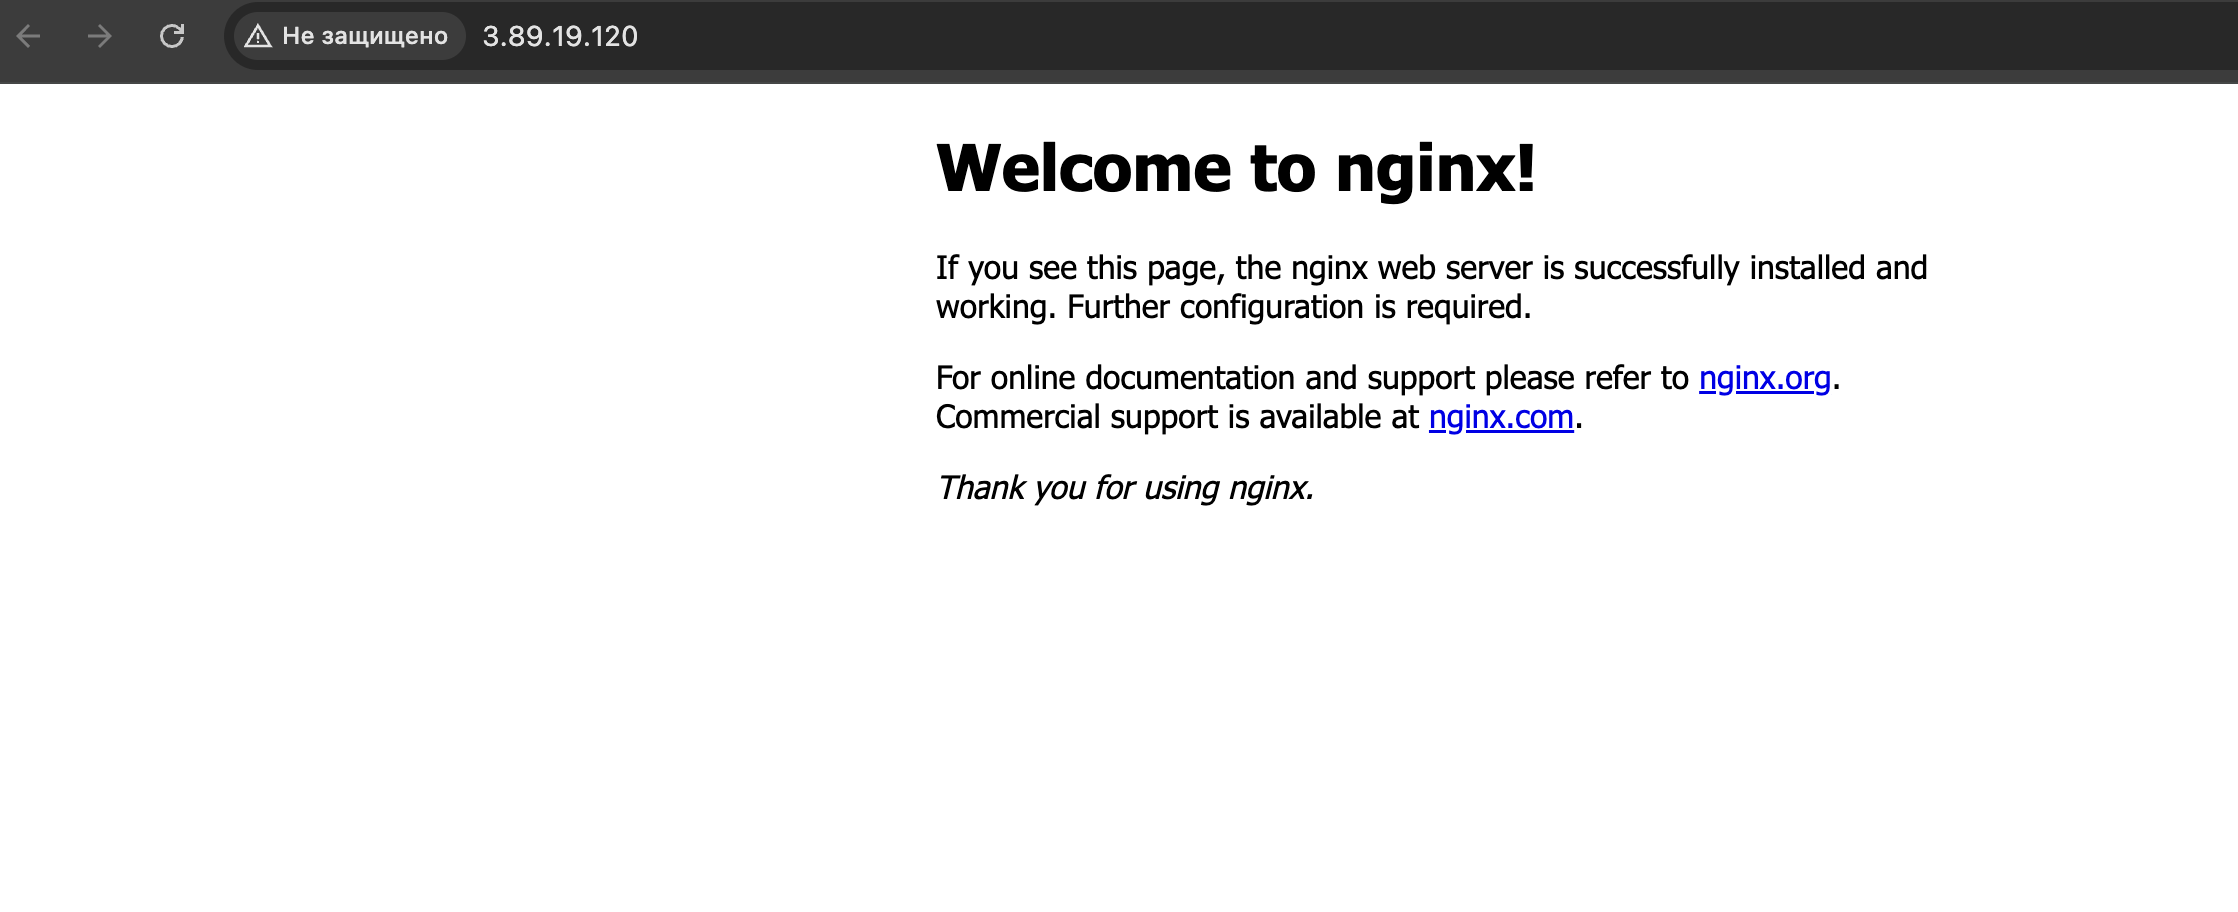 Не защищено 3.89.19.120
Welcome to nginx!
If you see this page, the nginx web server is successfully installed and
working. Further configuration is required.
For online documentation and support please refer to nginx.org.
Commercial support is available at nginx.com.
Thank you for using nginx.